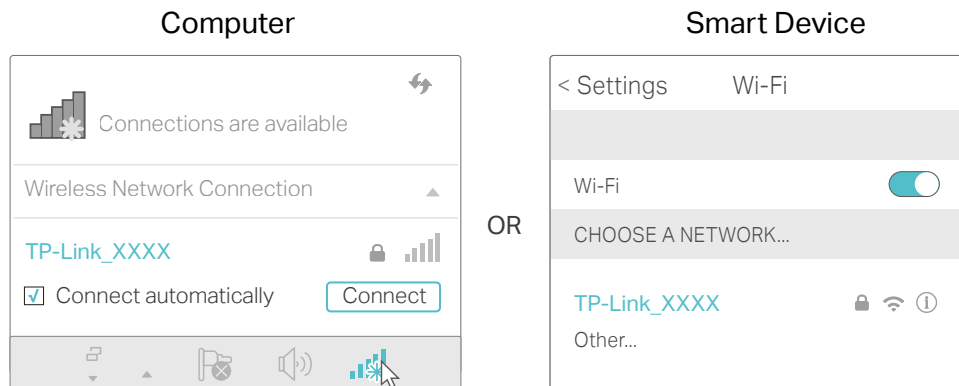 Computer
Connections are available
Wireless Network Connection
TP-Link_XXXX
Connect automatically
Connect
OR
Smart Device
< Settings
Wi-Fi
Wi-Fi
CHOOSE A NETWORK...
TP-Link_XXXX
Other...